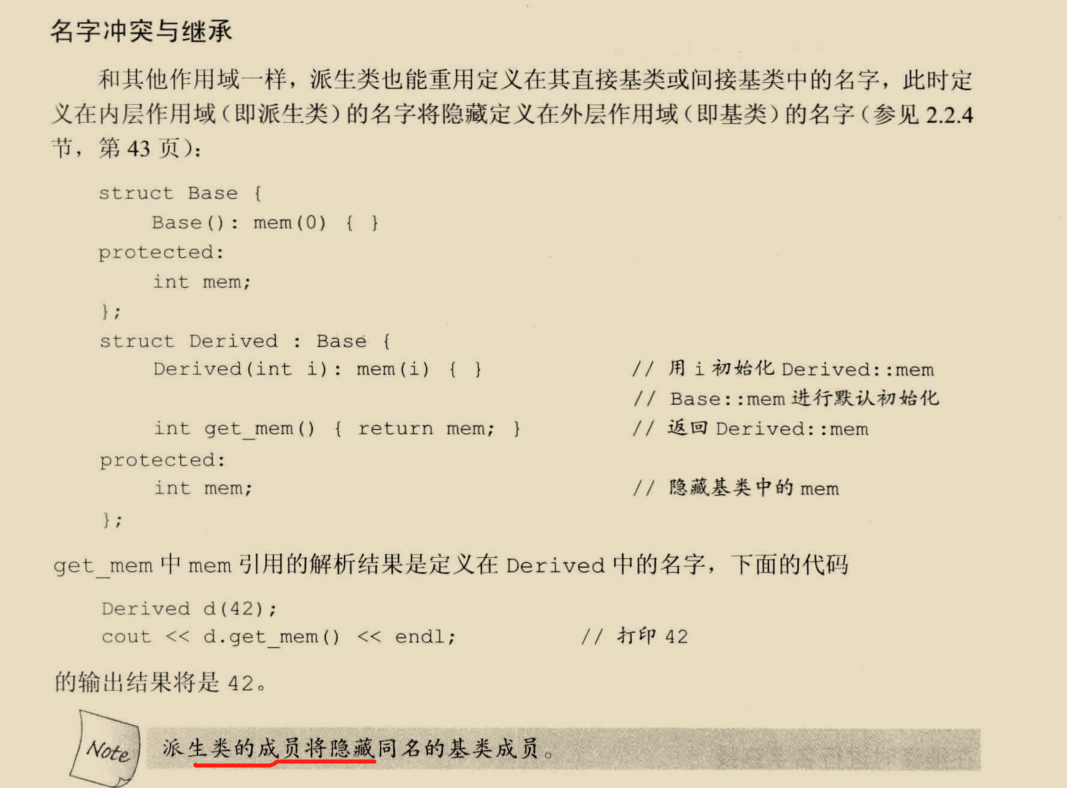 名字冲突与继承
和其他作用域一样，派生类也能重用定义在其直接基类或间接基类中的名字，此时定
义在内层作用域（即派生类）的名字将隐藏定义在外层作用域（即基类）的名字（参见 2.2.4
节，第 43 页）：
struct Base {
Base(): mem(0) { }
protected:
int mem;
};
struct Derived : Base {
Derived(int i): mem(i) { } // 用 i 初始化 Derived::mem
// Base::mem 进行默认初始化
int get_mem() { return mem; } // 返回 Derived::mem
protected:
int mem; // 隐藏基类中的 mem
};
get_mem 中 mem 引用的解析结果是定义在 Derived 中的名字，下面的代码
Derived d(42);
cout << d.get_mem() << endl; // 打印 42
的输出结果将是 42。
Note 派生类的成员将隐藏同名的基类成员。